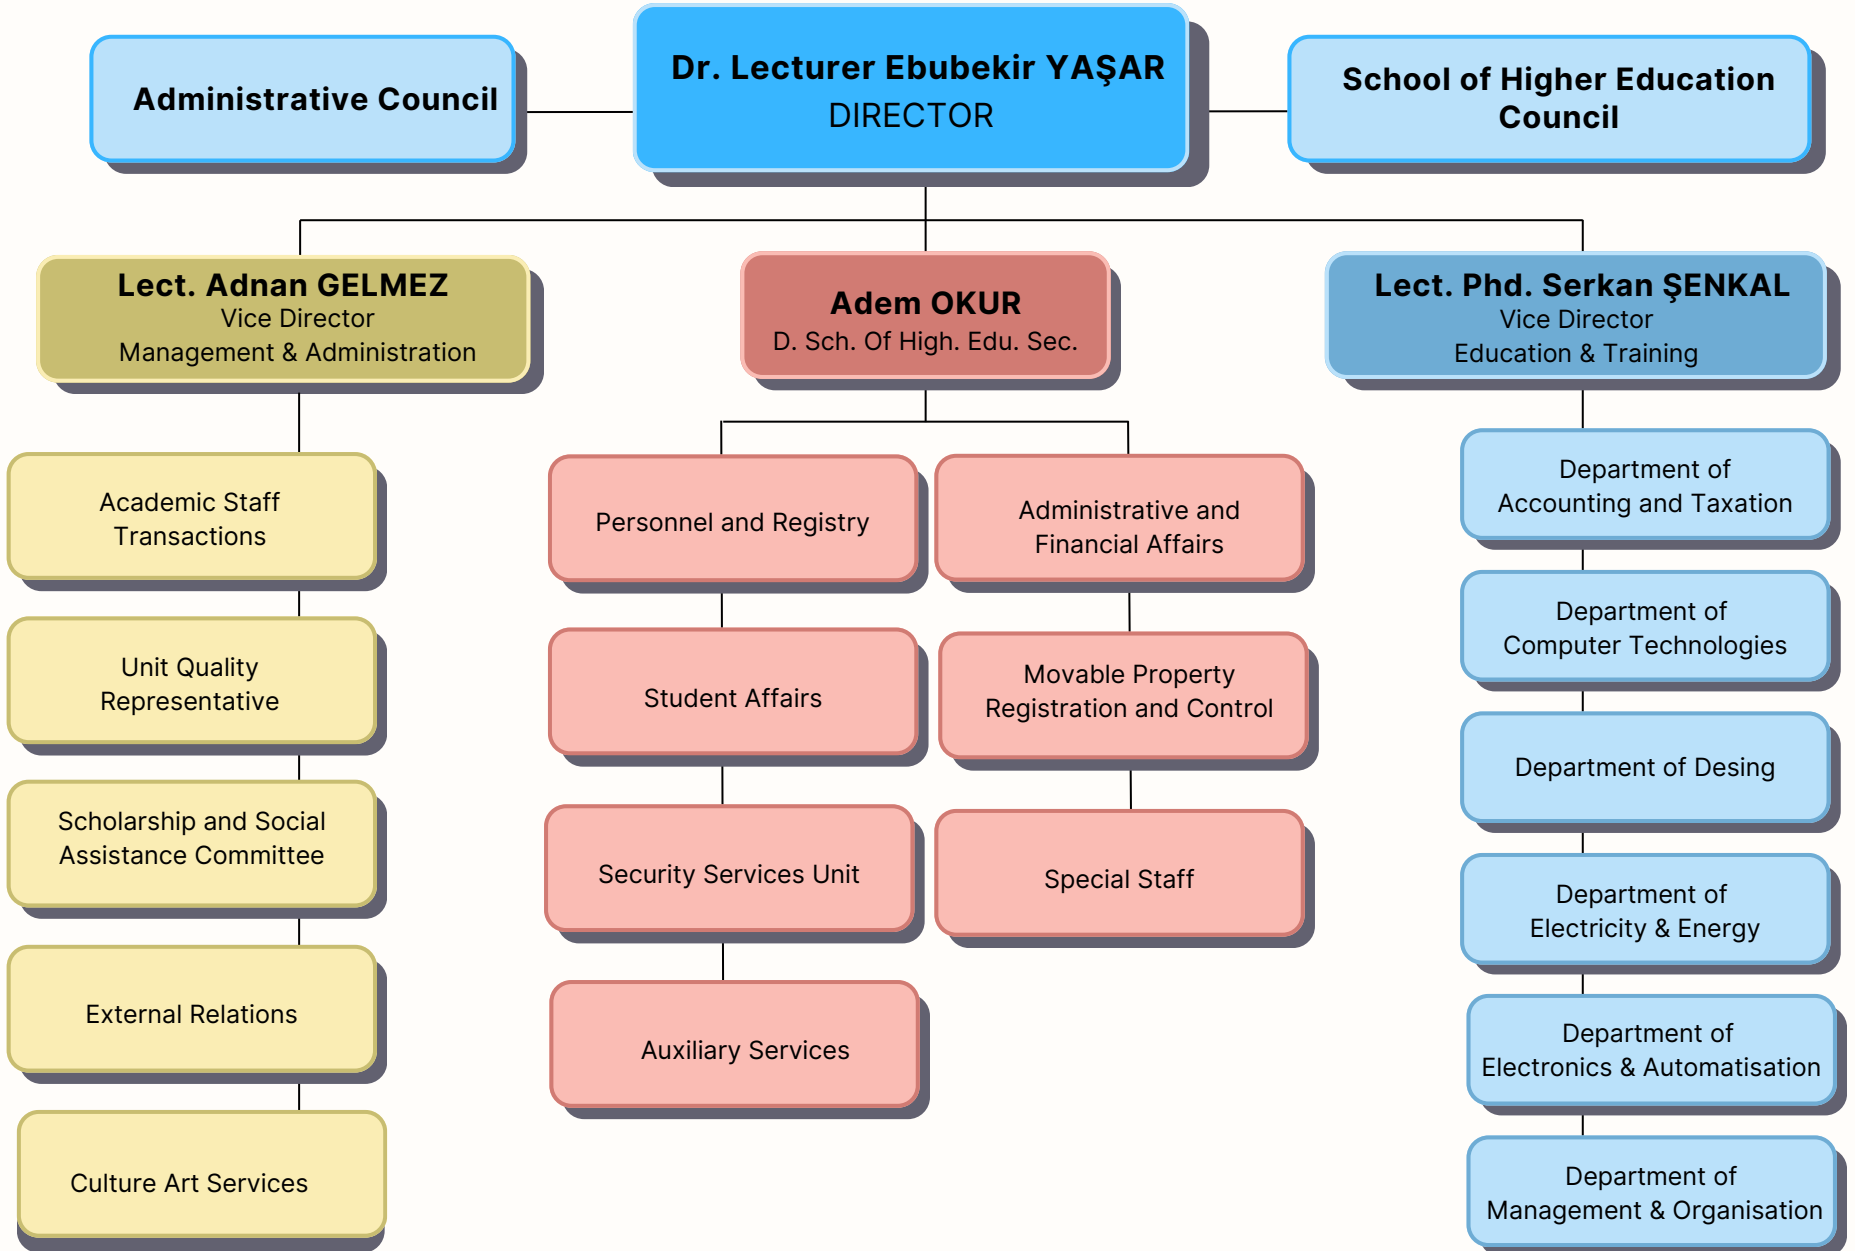 Administrative Council
Dr. Lecturer Ebubekir YAŞAR
DIRECTOR
School of Higher Education
Council
Lect. Adnan GELMEZ
Vice Director
Management & Administration
Adem OKUR
D. Sch. Of High. Edu. Sec.
Lect. Phd. Serkan ŞENKAL
Vice Director
Education & Training
Academic Staff
Transactions
Unit Quality
Representative
Scholarship and Social
Assistance Committee
External Relations
Culture Art Services
Personnel and Registry
Student Affairs
Security Services Unit
Auxiliary Services
Administrative and
Financial Affairs
Movable Property
Registration and Control
Special Staff
Department of
Accounting and Taxation
Department of
Computer Technologies
Department of Desing
Department of
Electricity & Energy
Department of
Electronics & Automatisation
Department of
Management & Organisation